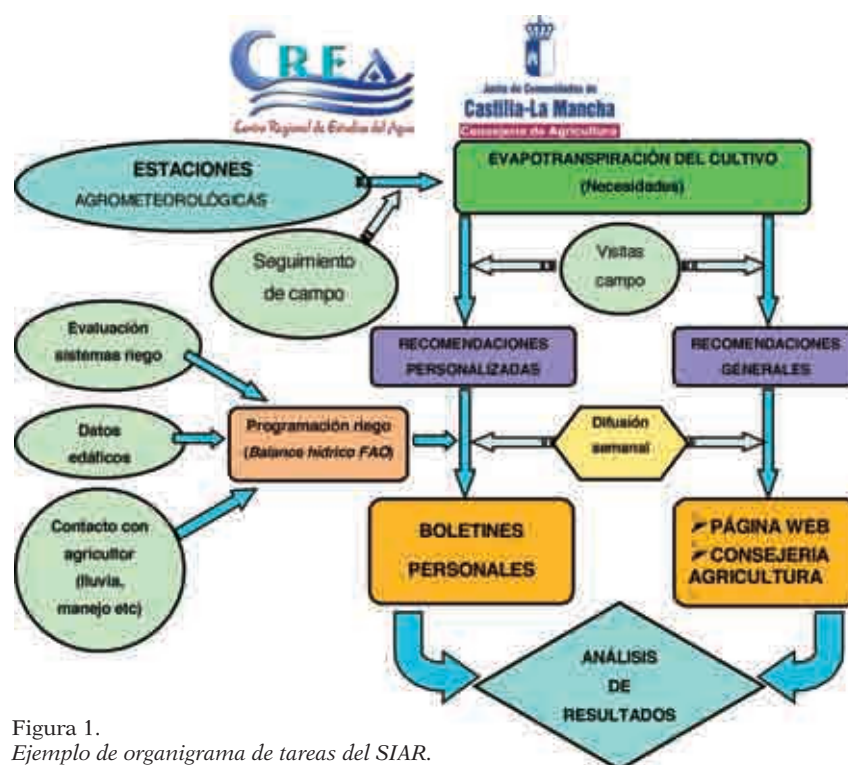 CREA
Centro Regional de Estudios del Agua
Junta de Comunidades de
Castilla-La Mancha
Consejería de Agricultura
ESTACIONES
AGROMETEOROLÓGICAS
EVAPOTRANSPIRACIÓN DEL CULTIVO
(Necesidades)
Seguimiento
de campo
Visitas
campo
Evaluación
sistemas riego
RECOMENDACIONES
PERSONALIZADAS
RECOMENDACIONES
GENERALES
Datos
edáficos
Programación riego
(Balance hídrico FAO)
Difusión
semanal
Contacto con
agricultor
(lluvia,
manejo etc)
BOLETINES
PERSONALES
➤ PÁGINA WEB
➤ CONSEJERIA
AGRICULTURA
ANÁLISIS
DE
RESULTADOS
Figura 1.
Ejemplo de organigrama de tareas del SIAR.